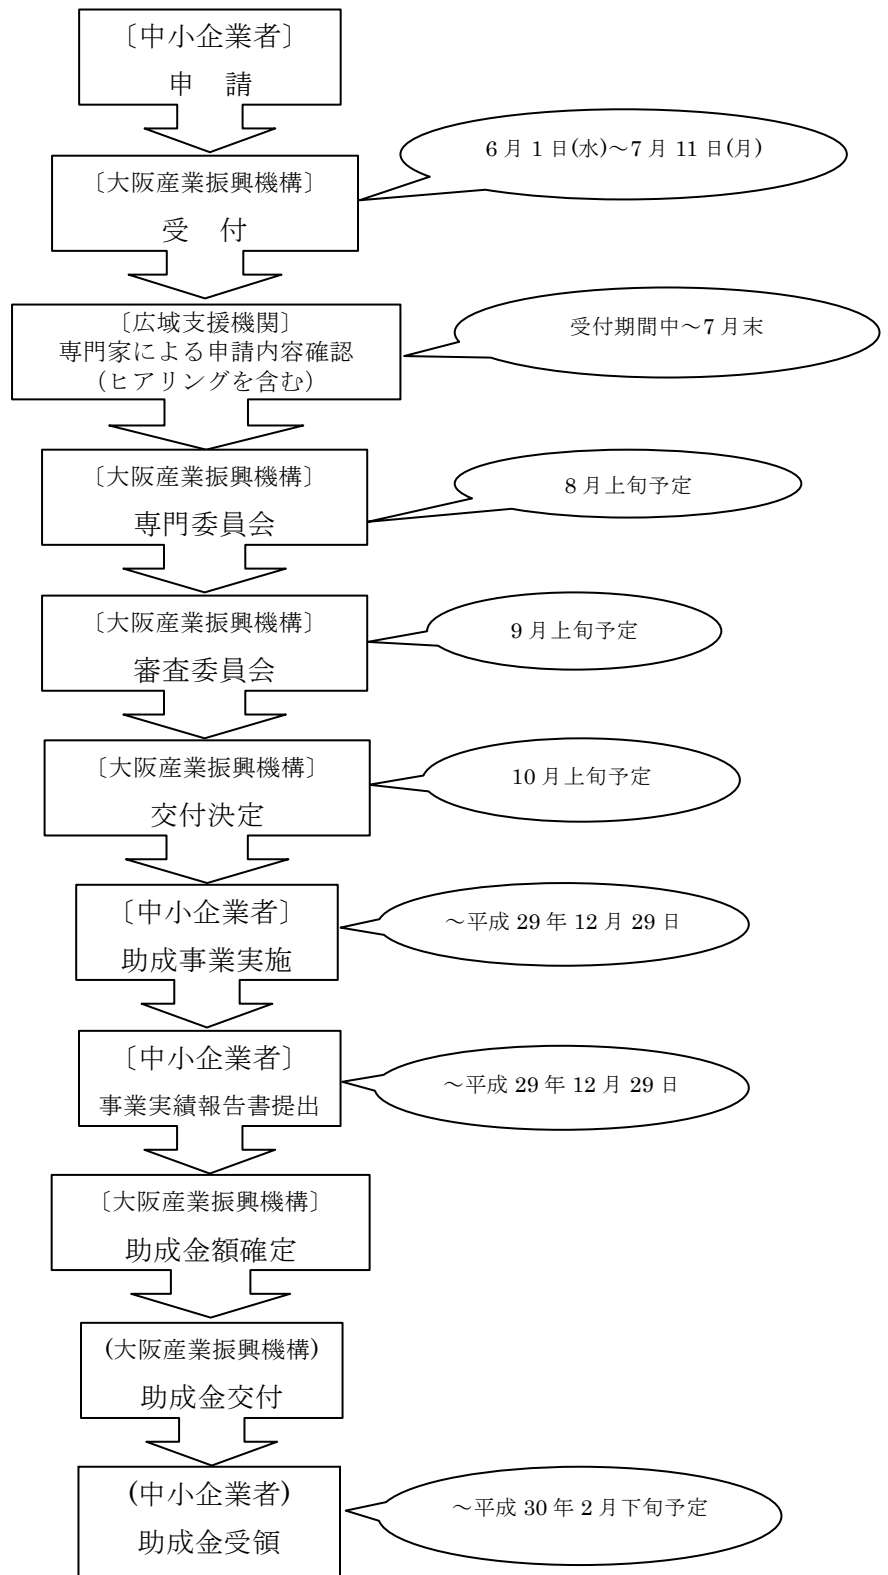 〔中小企業者〕
申　請
6月1日(水)～7月11日(月)
〔大阪産業振興機構〕
受　付
〔広域支援機関〕
専門家による申請内容確認
（ヒアリングを含む）
受付期間中～7月末
〔大阪産業振興機構〕
専門委員会
8月上旬予定
〔大阪産業振興機構〕
審査委員会
9月上旬予定
〔大阪産業振興機構〕
交付決定
10月上旬予定
〔中小企業者〕
助成事業実施
～平成29年12月29日
〔中小企業者〕
事業実績報告書提出
～平成29年12月29日
〔大阪産業振興機構〕
助成金額確定
(大阪産業振興機構)
助成金交付
(中小企業者)
助成金受領
～平成30年2月下旬予定